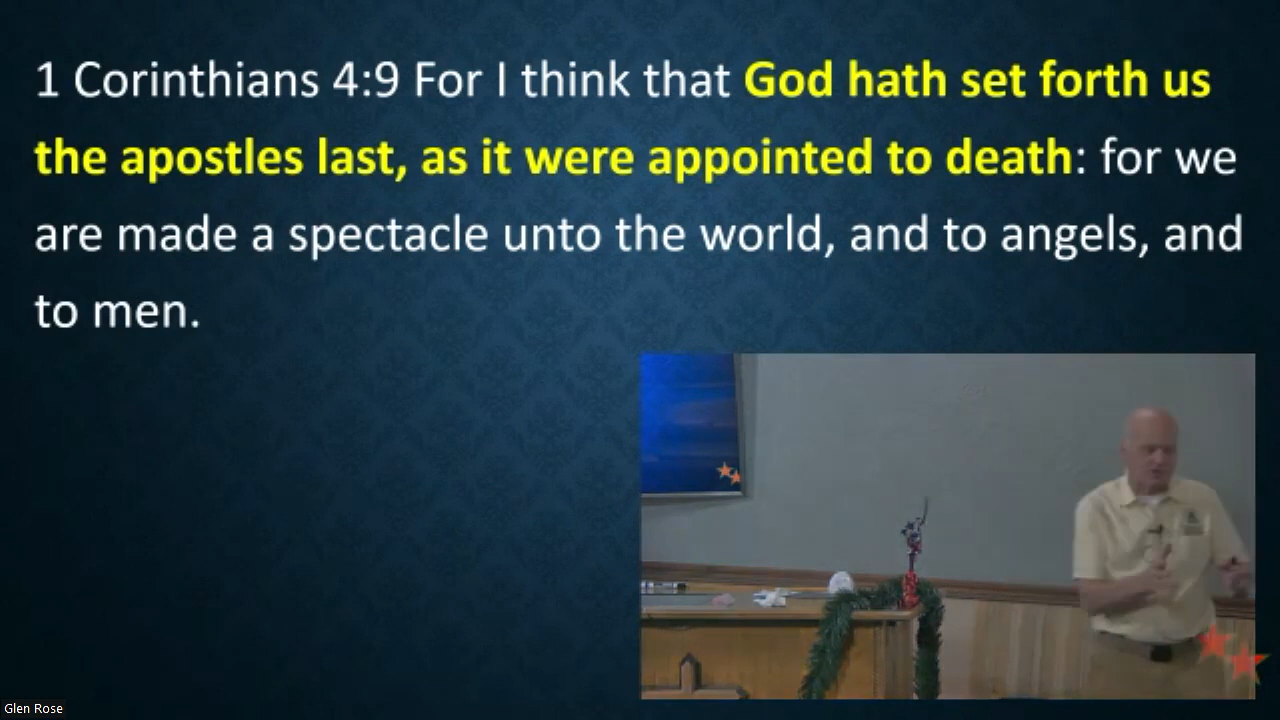 1 Corinthians 4:9 For I think that God hath set forth us
the apostles last, as it were appointed to death: for we
are made a spectacle unto the world, and to angels, and
to men.
Glen Rose